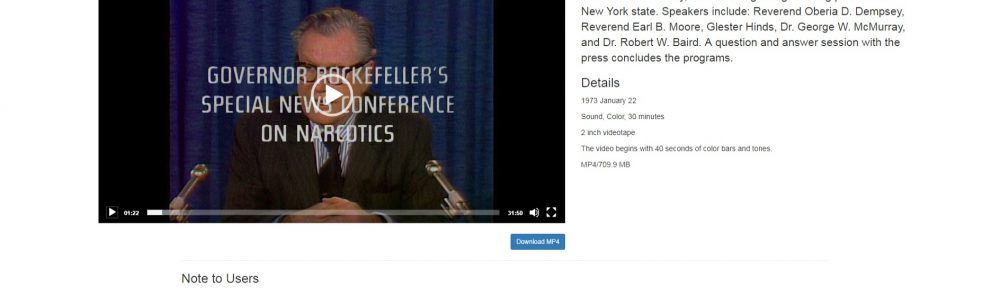 New York state. Speakers include: Reverend Oberia D. Dempsey,
Reverend Earl B. Moore, Glester Hinds, Dr. George W. McMurray,
and Dr. Robert W. Baird. A question and answer session with the
press concludes the programs.
GOVERNOR ROCKEFELLER'S
SPECIAL NEWS CONFERENCE
ON NARCOTICS
Details
1973 January 22
Sound, Color, 30 minutes
2 inch videotape
The video begins with 40 seconds of color bars and tones.
MP4/709.9 MB
01:22
31:50
Download MP4
Note to Users